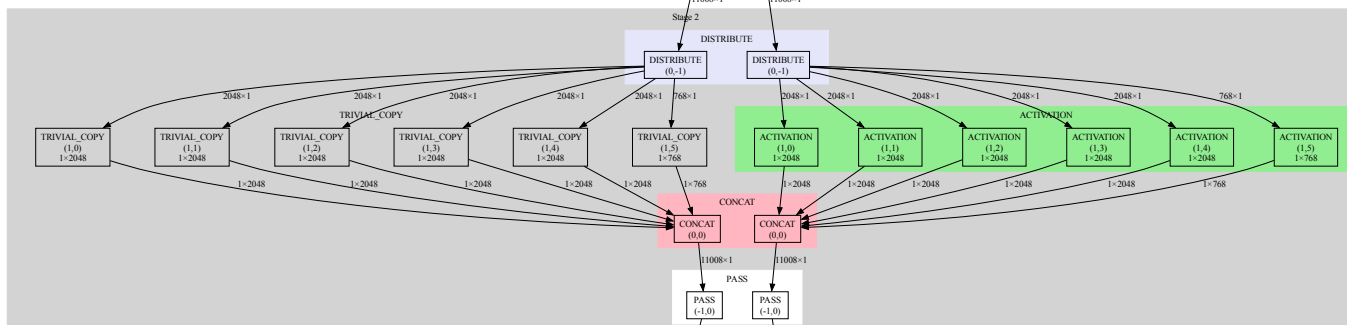 11008×1 11008×1
Stage 2
DISTRIBUTE
DISTRIBUTE
(0,-1)
DISTRIBUTE
(0,-1)
2048×1 2048×1 2048×1 2048×1 2048×1 768×1 2048×1 2048×1 2048×1 2048×1 2048×1 768×1
TRIVIAL_COPY
ACTIVATION
TRIVIAL_COPY
(1,0)
1×2048
TRIVIAL_COPY
(1,1)
1×2048
TRIVIAL_COPY
(1,2)
1×2048
TRIVIAL_COPY
(1,3)
1×2048
TRIVIAL_COPY
(1,4)
1×2048
TRIVIAL_COPY
(1,5)
1×768
ACTIVATION
(1,0)
1×2048
ACTIVATION
(1,1)
1×2048
ACTIVATION
(1,2)
1×2048
ACTIVATION
(1,3)
1×2048
ACTIVATION
(1,4)
1×2048
ACTIVATION
(1,5)
1×768
1×2048 1×2048 1×2048 1×2048 1×2048 1×768 1×2048 1×2048 1×2048 1×2048 1×2048 1×768
CONCAT
CONCAT
(0,0)
CONCAT
(0,0)
11008×1 11008×1
PASS
PASS
(-1,0)
PASS
(-1,0)